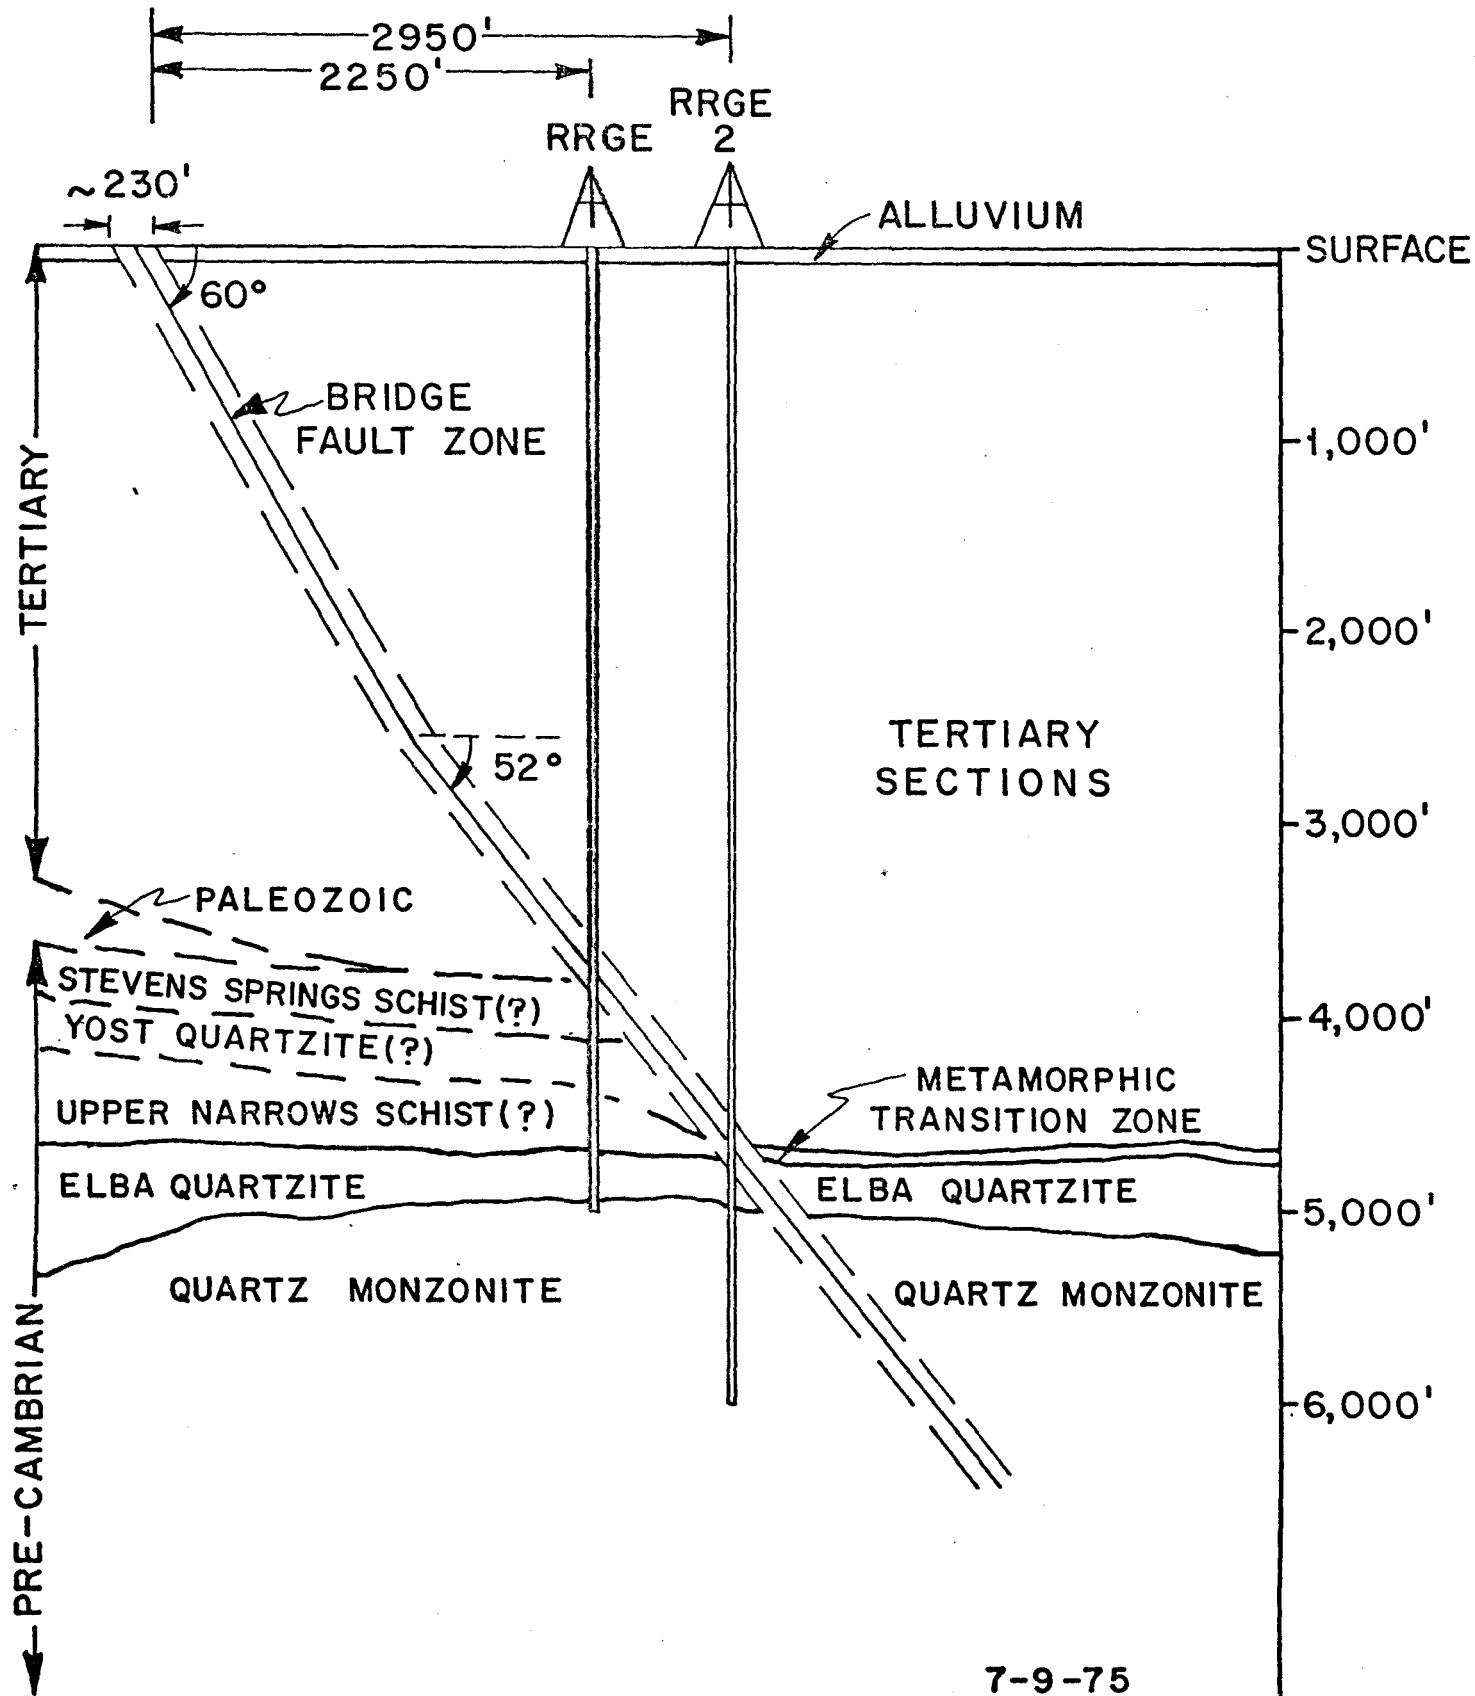 2950'
2250'
RRGE
RRGE
2
~230'
ALLUVIUM
SURFACE
60°
BRIDGE
FAULT ZONE
1,000'
TERTIARY
2,000'
TERTIARY
SECTIONS
52°
3,000'
PALEOZOIC
STEVENS SPRINGS SCHIST(?)
4,000'
YOST QUARTZITE(?)
METAMORPHIC
TRANSITION ZONE
UPPER NARROWS SCHIST(?)
ELBA QUARTZITE
ELBA QUARTZITE
5,000'
QUARTZ MONZONITE
QUARTZ MONZONITE
6,000'
PRE-CAMBRIAN
7-9-75